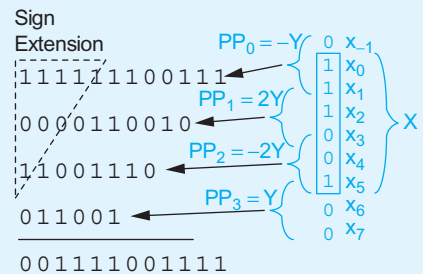 Sign
Extension
PP₀ = –Y 0 x₋₁
111111100111 1 x₀
1 x₁
PP₁ = 2Y 1 x₂
0000110010 0 x₃ X
PP₂ = –2Y 0 x₄
11001110 1 x₅
PP₃ = Y 0 x₆
011001 0 x₇
001111001111